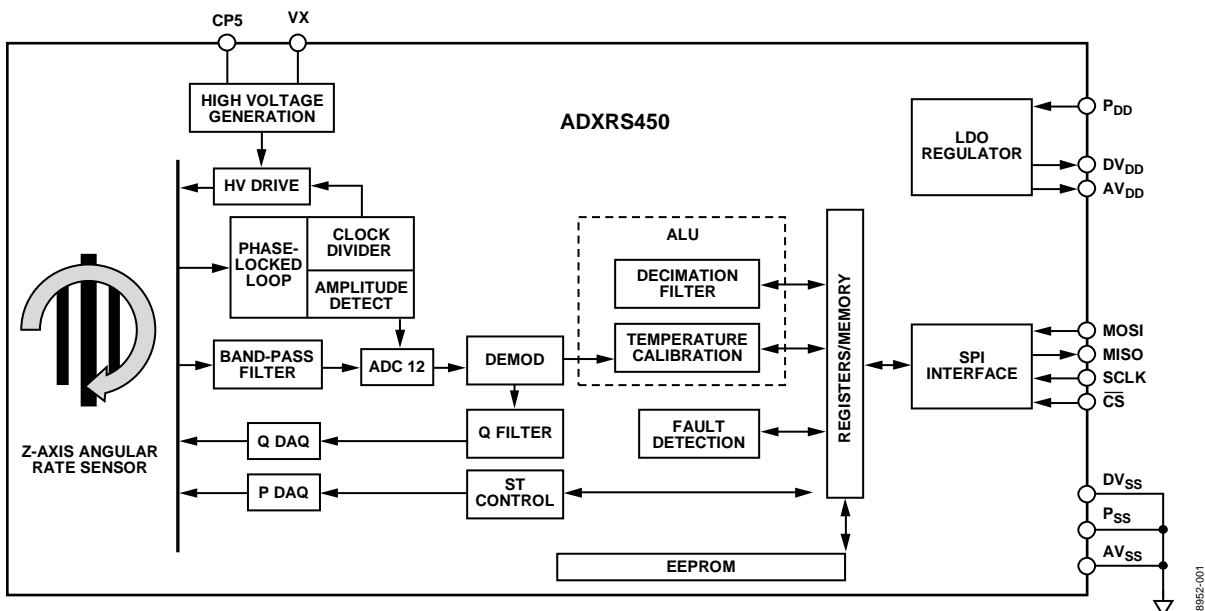 CP5
VX
HIGH VOLTAGE
GENERATION
ADXRS450
LDO
REGULATOR
PDD
DVDD
AVDD
HV DRIVE
PHASE-
LOCKED
LOOP
CLOCK
DIVIDER
AMPLITUDE
DETECT
ALU
DECIMATION
FILTER
TEMPERATURE
CALIBRATION
BAND-PASS
FILTER
ADC 12
DEMOD
REGISTERS/MEMORY
SPI
INTERFACE
MOSI
MISO
SCLK
CS
Z-AXIS ANGULAR
RATE SENSOR
Q DAQ
Q FILTER
FAULT
DETECTION
P DAQ
ST
CONTROL
EEPROM
DVSS
PSS
AVSS
8952-001